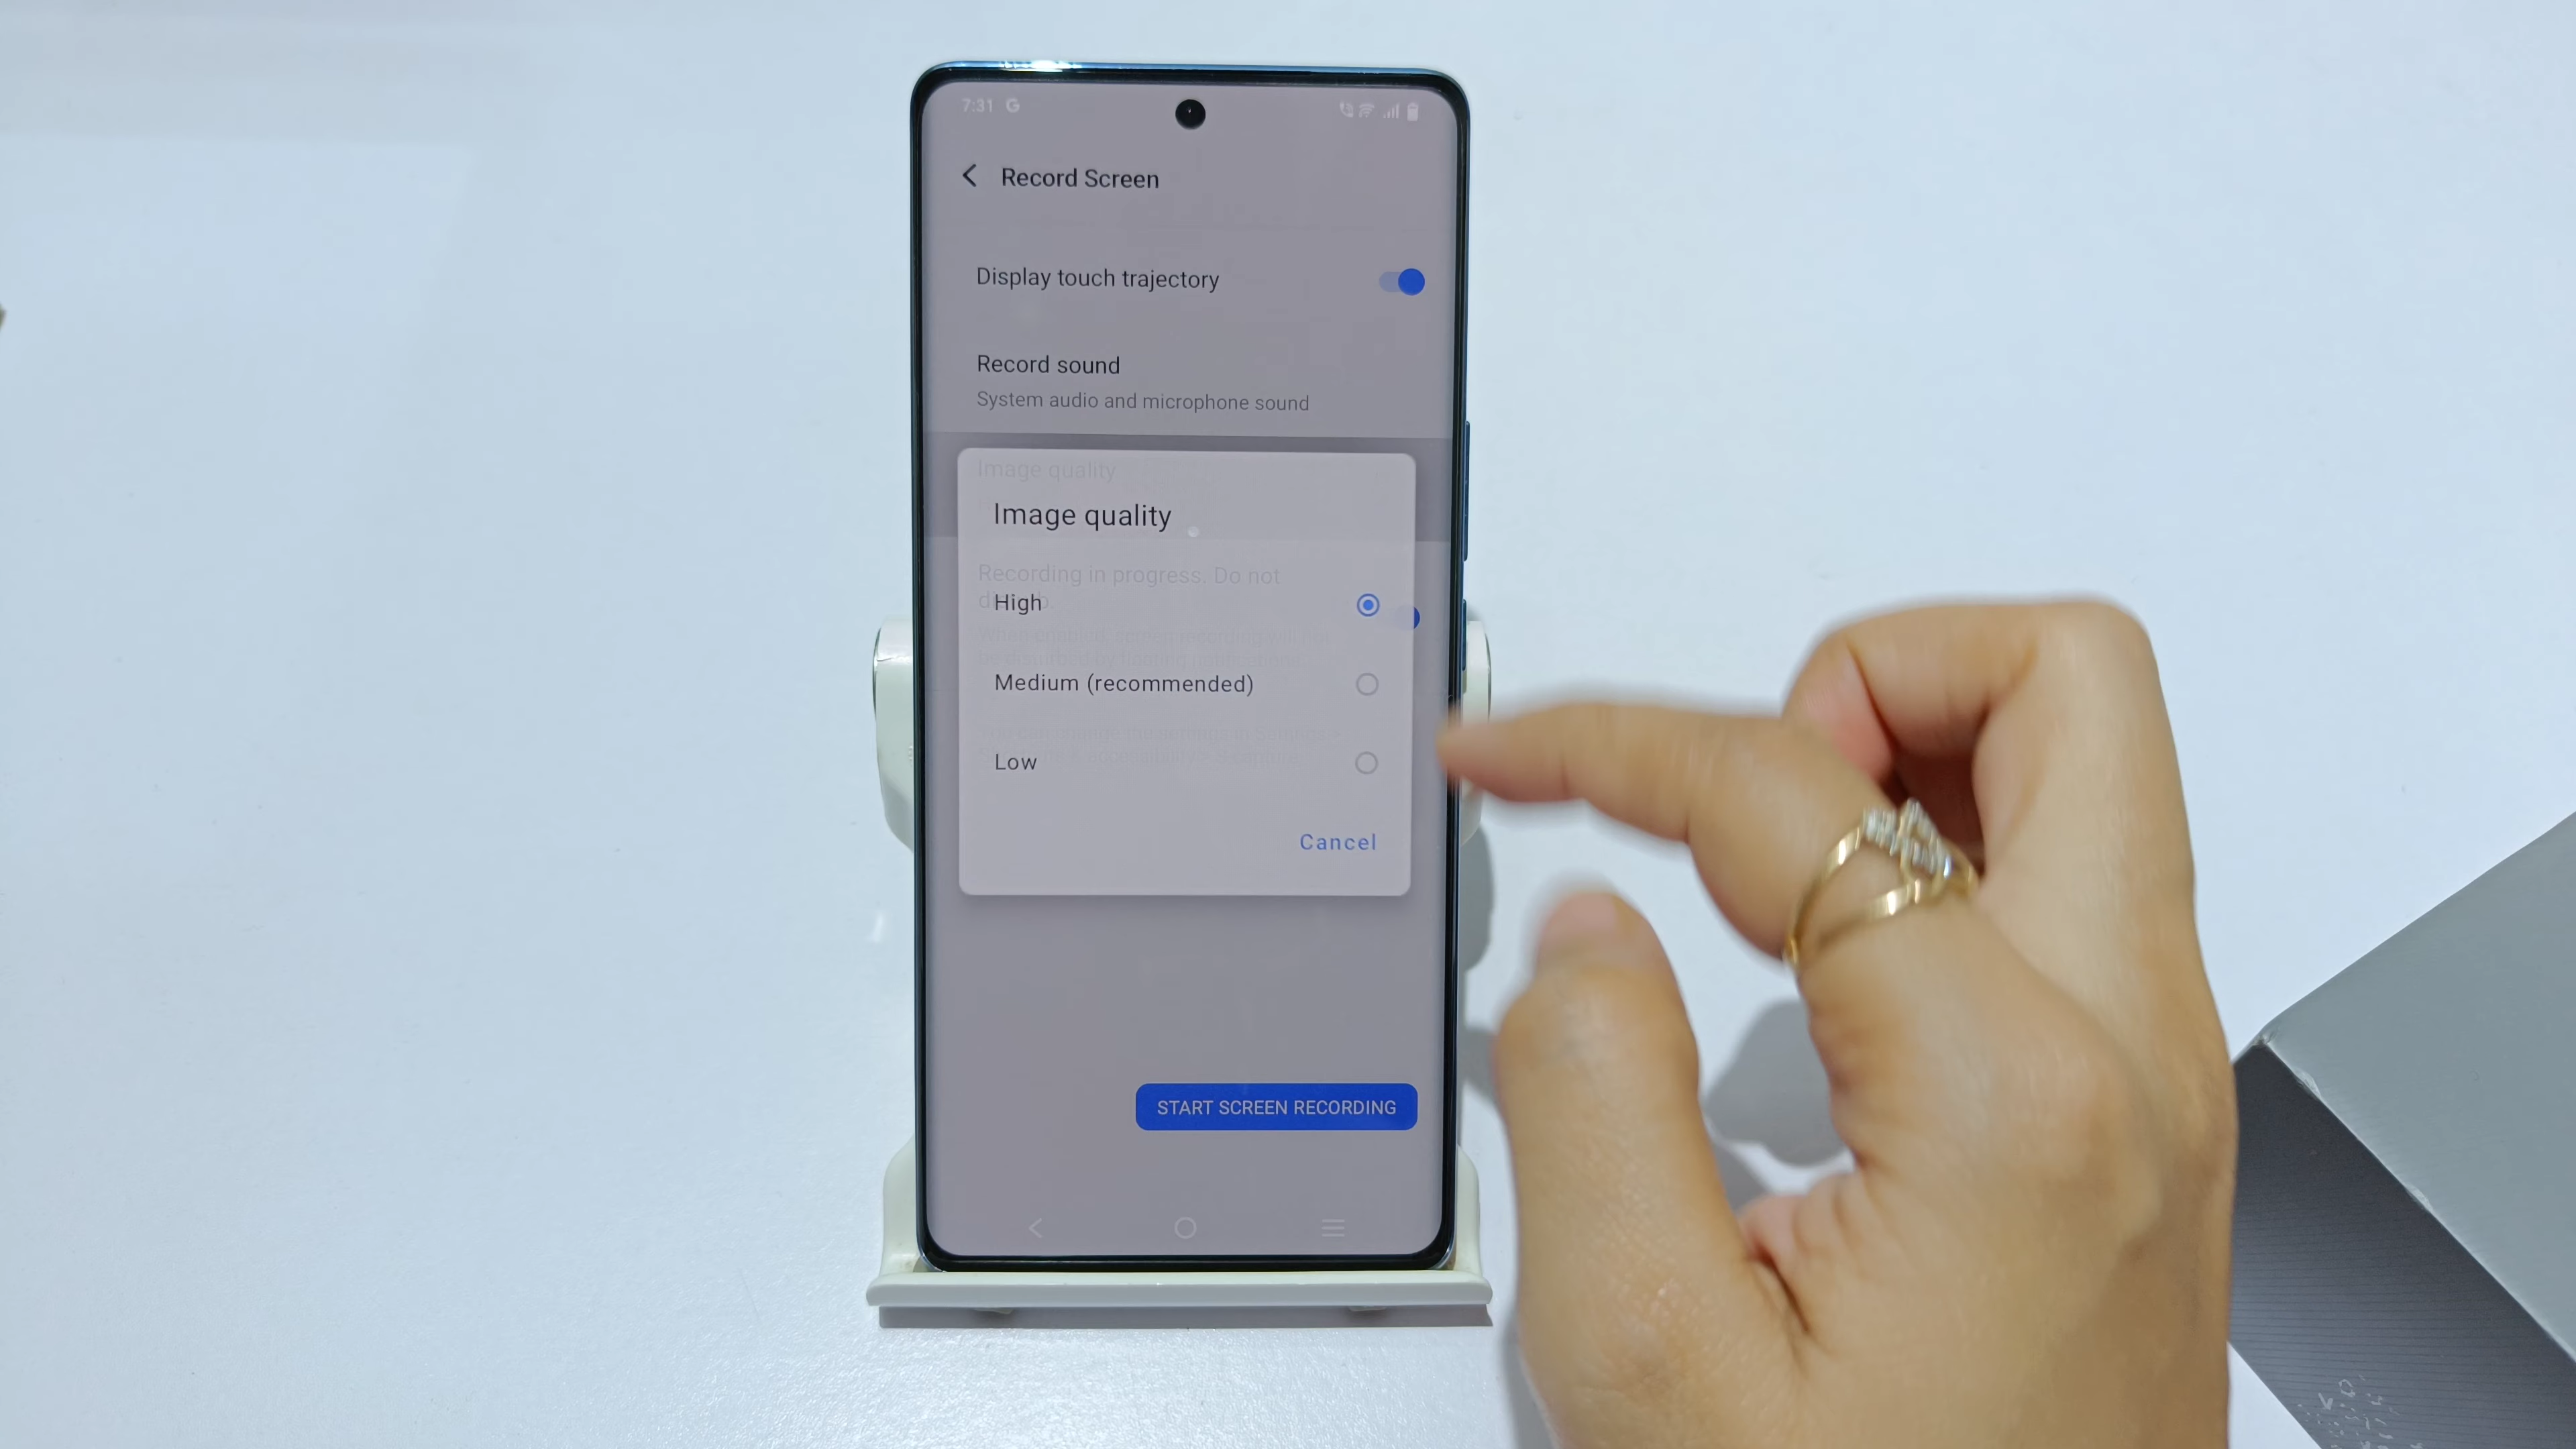 7:31 G
Record Screen
Display touch trajectory
Record sound
System audio and microphone sound
Image quality
Image quality
Recording in progress. Do not
High
Medium (recommended)
Low
Cancel
START SCREEN RECORDING